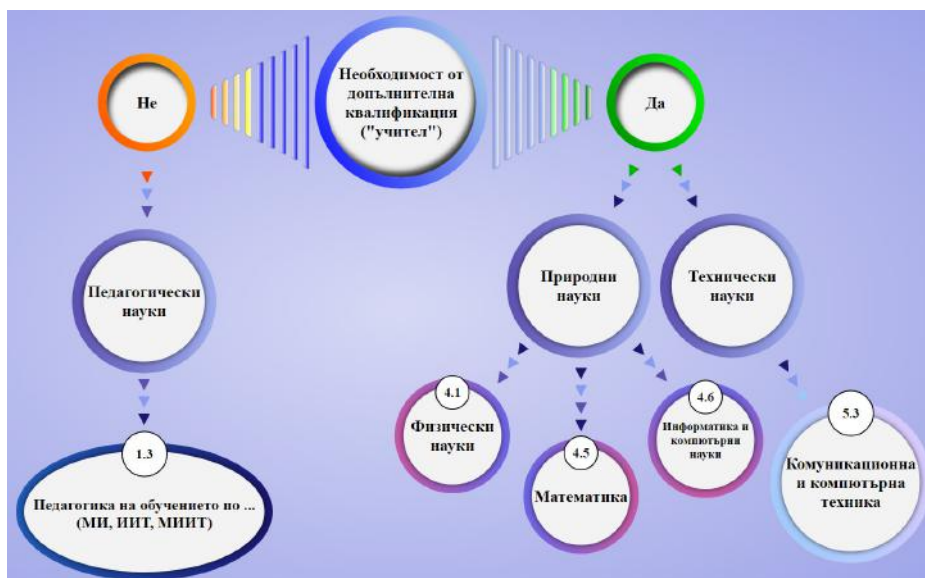 Необходимост от
допълнителна
квалификация
("учител")
Не
Да
Педагогически
науки
Природни
науки
Технически
науки
1.3
Педагогика на обучението по ...
(МИ, ИИТ, МИИТ)
4.1
Физически
науки
4.5
Математика
4.6
Информатика и
компютърни
науки
5.3
Комуникационна
и компютърна
техника